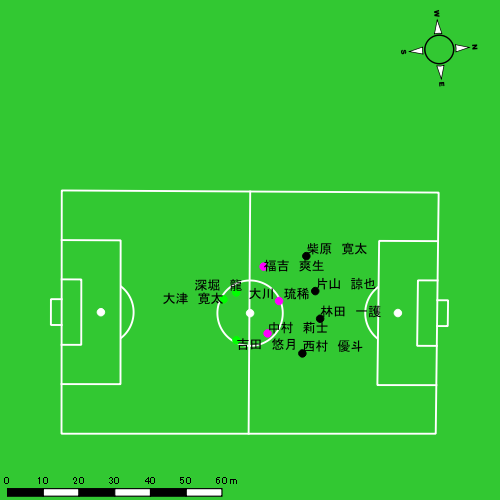 W
N
S
E
柴原 寛太
福吉 爽生
深堀 龍
大津 寛太
大川 琉稀
片山 諒也
林田 一護
中村 莉士
吉田 悠月
西村 優斗
0 10 20 30 40 50 60 m